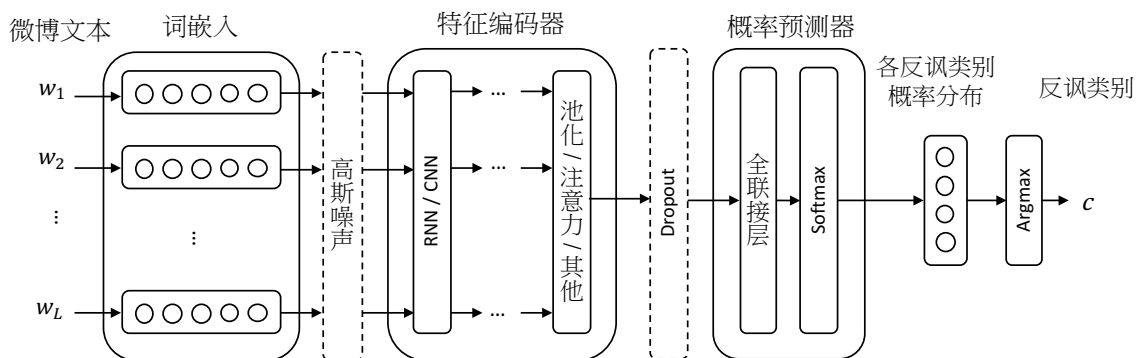 微博文本
词嵌入
特征编码器
概率预测器
各反讽类别
概率分布
反讽类别
w1
w2
...
wL
...
高斯噪声
RNN / CNN
...
...
...
池化 / 注意力 / 其他
Dropout
全联接层
Softmax
Argmax
c